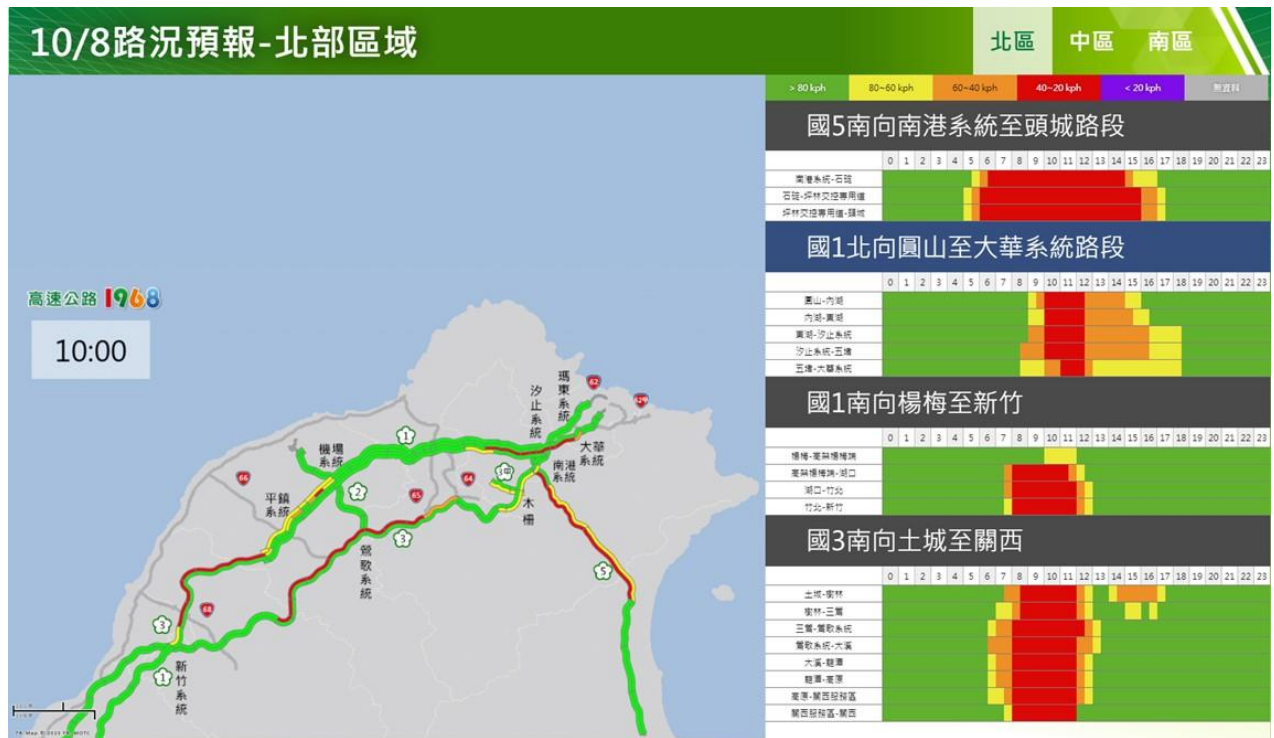 10/8路況預報-北部區域
北區 中區 南區
> 80 kph 80~60 kph 60~40 kph 40~20 kph < 20 kph 無資料
國5南向南港系統至頭城路段
0 1 2 3 4 5 6 7 8 9 10 11 12 13 14 15 16 17 18 19 20 21 22 23
南港系統-石碇
石碇-坪林交控專用道
坪林交控專用道-頭城
國1北向圓山至大華系統路段
0 1 2 3 4 5 6 7 8 9 10 11 12 13 14 15 16 17 18 19 20 21 22 23
圓山-內湖
內湖-東湖
東湖-汐止系統
汐止系統-五堵
五堵-大華系統
國1南向楊梅至新竹
0 1 2 3 4 5 6 7 8 9 10 11 12 13 14 15 16 17 18 19 20 21 22 23
楊梅-高架楊梅端
高架楊梅端-湖口
湖口-竹北
竹北-新竹
國3南向土城至關西
0 1 2 3 4 5 6 7 8 9 10 11 12 13 14 15 16 17 18 19 20 21 22 23
土城-樹林
樹林-三鶯
三鶯-鶯歌系統
鶯歌系統-大溪
大溪-龍潭
龍潭-高原
高原-關西服務區
關西服務區-關西
高速公路1968
10:00
瑪東系統
汐止系統
大華系統
南港系統
木柵
機場系統
平鎮系統
鶯歌系統
新竹系統
62
62甲
1
66
2
65
64
3甲
3
5
68
3
1